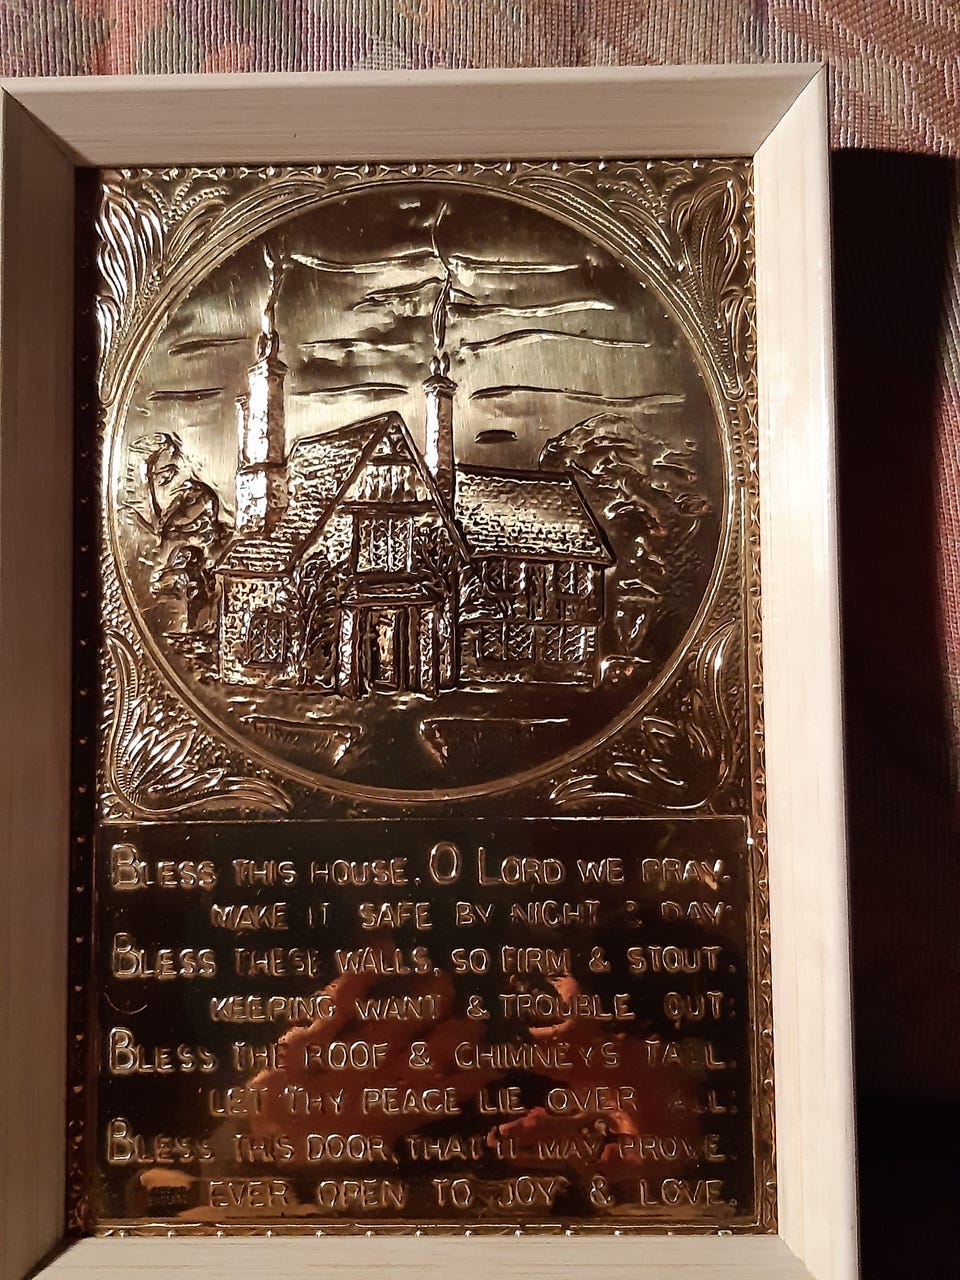 BLESS THIS HOUSE, O LORD WE PRAY.
MAKE IT SAFE BY NIGHT & DAY:
BLESS THESE WALLS, SO FIRM & STOUT.
KEEPING WANT & TROUBLE OUT:
BLESS THE ROOF & CHIMNEYS TALL.
LET THY PEACE LIE OVER ALL:
BLESS THIS DOOR, THAT IT MAY PROVE.
EVER OPEN TO JOY & LOVE.